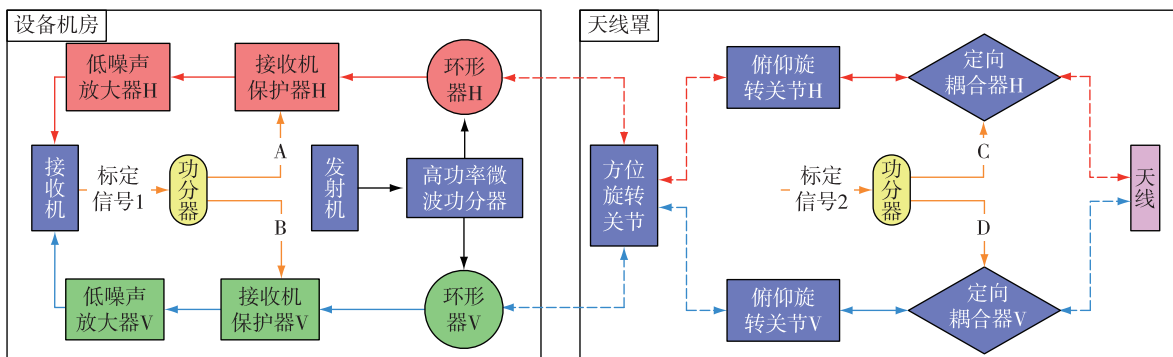 设备机房
天线罩
低噪声
放大器H
接收机
保护器H
环形
器H
俯仰旋
转关节H
定向
耦合器H
接收机
标定
信号1
功分器
A
B
发射机
高功率微
波功分器
方位
旋转
关节
标定
信号2
功分器
C
D
天线
低噪声
放大器V
接收机
保护器V
环形
器V
俯仰旋
转关节V
定向
耦合器V